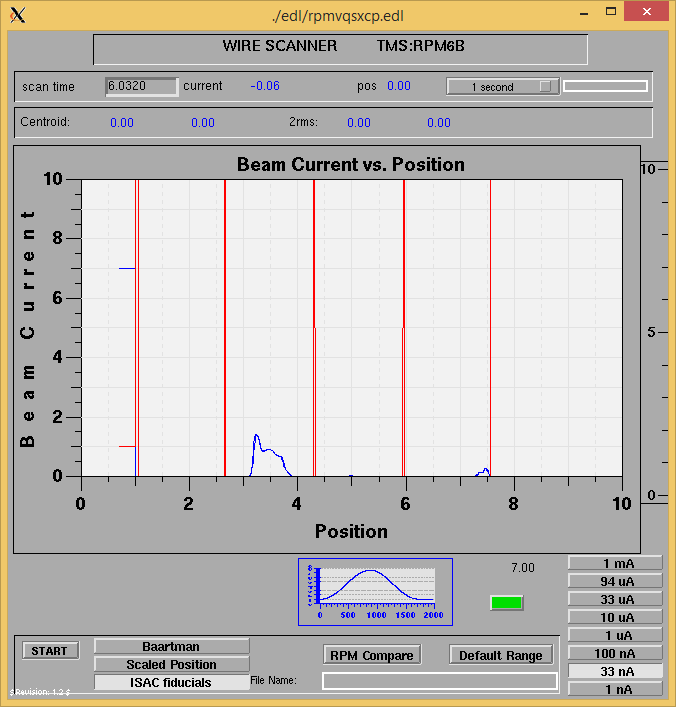 ./edl/rpmvqsxcp.edl
WIRE SCANNER TMS:RPM6B
scan time 6.0320 current -0.06 pos 0.00 1 second
Centroid: 0.00 0.00 2rms: 0.00 0.00
Beam Current vs. Position
10
8
6
4
2
0
Beam Current
0 2 4 6 8 10
Position
10
5
0
0 500 1000 1500 2000
7.00
1 mA
94 uA
33 uA
10 uA
1 uA
100 nA
33 nA
1 nA
START
Baartman
Scaled Position
ISAC fiducials
RPM Compare
Default Range
File Name:
$Revision: 1.2 $